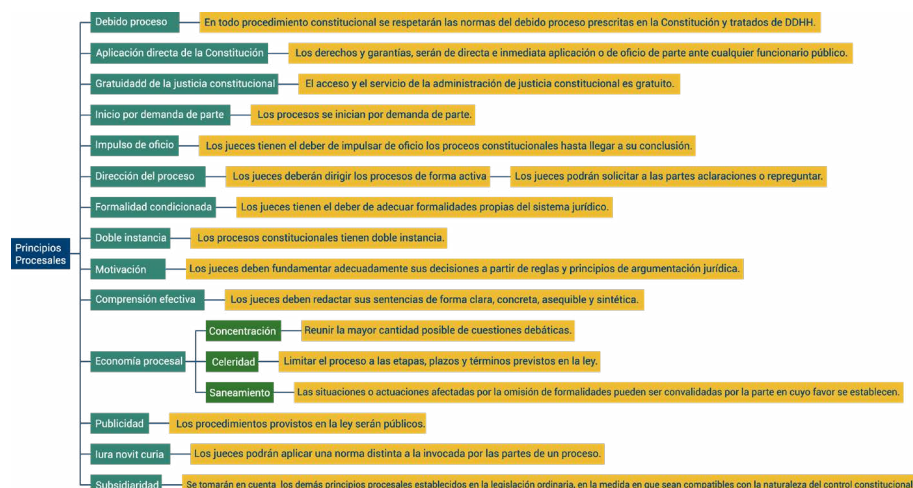 Debido proceso
En todo procedimiento constitucional se respetarán las normas del debido proceso prescritas en la Constitución y tratados de DDHH.
Aplicación directa de la Constitución
Los derechos y garantías, serán de directa e inmediata aplicación o de oficio de parte ante cualquier funcionario público.
Gratuidadd de la justicia constitucional
El acceso y el servicio de la administración de justicia constitucional es gratuito.
Inicio por demanda de parte
Los procesos se inician por demanda de parte.
Impulso de oficio
Los jueces tienen el deber de impulsar de oficio los proceos constitucionales hasta llegar a su conclusión.
Dirección del proceso
Los jueces deberán dirigir los procesos de forma activa
Los jueces podrán solicitar a las partes aclaraciones o repreguntar.
Formalidad condicionada
Los jueces tienen el deber de adecuar formalidades propias del sistema jurídico.
Doble instancia
Los procesos constitucionales tienen doble instancia.
Principios
Procesales
Motivación
Los jueces deben fundamentar adecuadamente sus decisiones a partir de reglas y principios de argumentación jurídica.
Comprensión efectiva
Los jueces deben redactar sus sentencias de forma clara, concreta, asequible y sintética.
Economía procesal
Concentración
Reunir la mayor cantidad posible de cuestiones debáticas.
Celeridad
Limitar el proceso a las etapas, plazos y términos previstos en la ley.
Saneamiento
Las situaciones o actuaciones afectadas por la omisión de formalidades pueden ser convalidadas por la parte en cuyo favor se establecen.
Publicidad
Los procedimientos provistos en la ley serán públicos.
Iura novit curia
Los jueces podrán aplicar una norma distinta a la invocada por las partes de un proceso.
Subsidiaridad
Se tomarán en cuenta los demás principios procesales establecidos en la legislación ordinaria, en la medida en que sean compatibles con la naturaleza del control constitucional